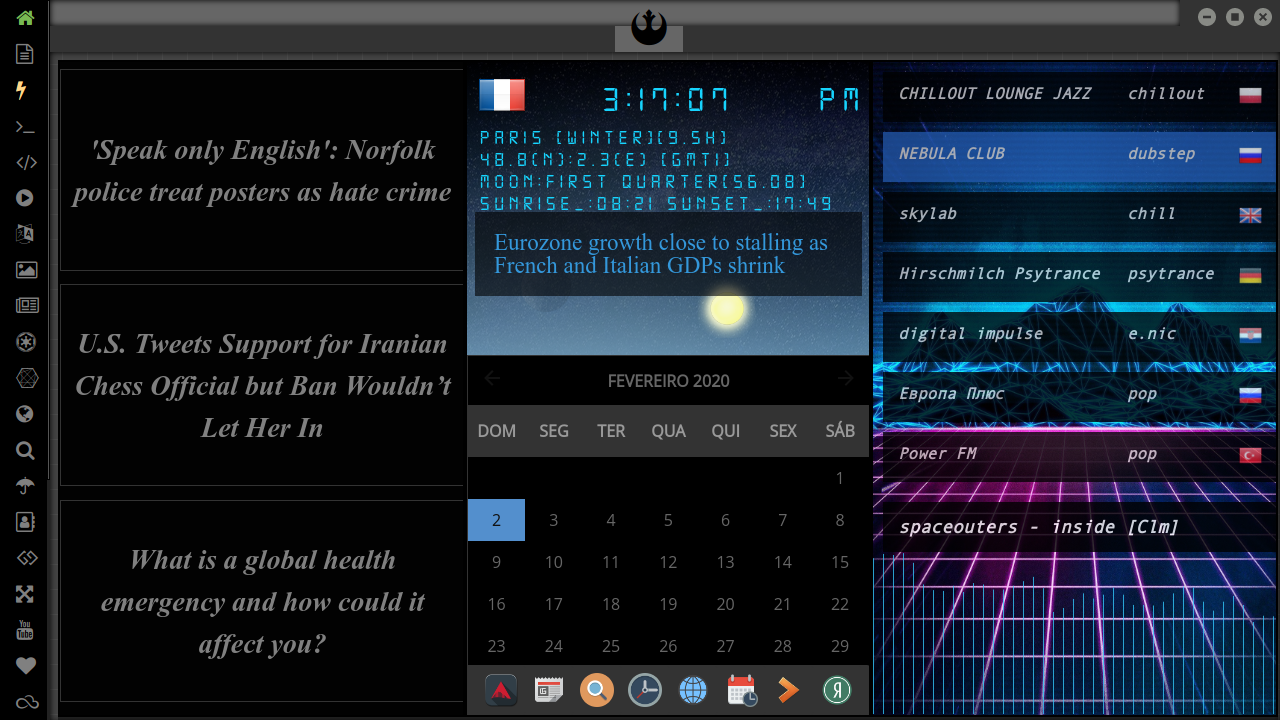 'Speak only English': Norfolk
police treat posters as hate crime
U.S. Tweets Support for Iranian
Chess Official but Ban Wouldn’t
Let Her In
What is a global health
emergency and how could it
affect you?
3:17:07 PM
PARIS (WINTER)(9.5H)
48.8(N):2.3(E) (GMT1)
MOON:FIRST QUARTER(56.08)
SUNRISE_:08:21 SUNSET_:17:49
Eurozone growth close to stalling as
French and Italian GDPs shrink
FEVEREIRO 2020
DOM SEG TER QUA QUI SEX SÁB
1
2 3 4 5 6 7 8
9 10 11 12 13 14 15
16 17 18 19 20 21 22
23 24 25 26 27 28 29
CHILLOUT LOUNGE JAZZ chillout
NEBULA CLUB dubstep
skylab chill
Hirschmilch Psytrance psytrance
digital impulse e.nic
Европа Плюс pop
Power FM pop
spaceouters - inside [Clm]
You
Tube
Я